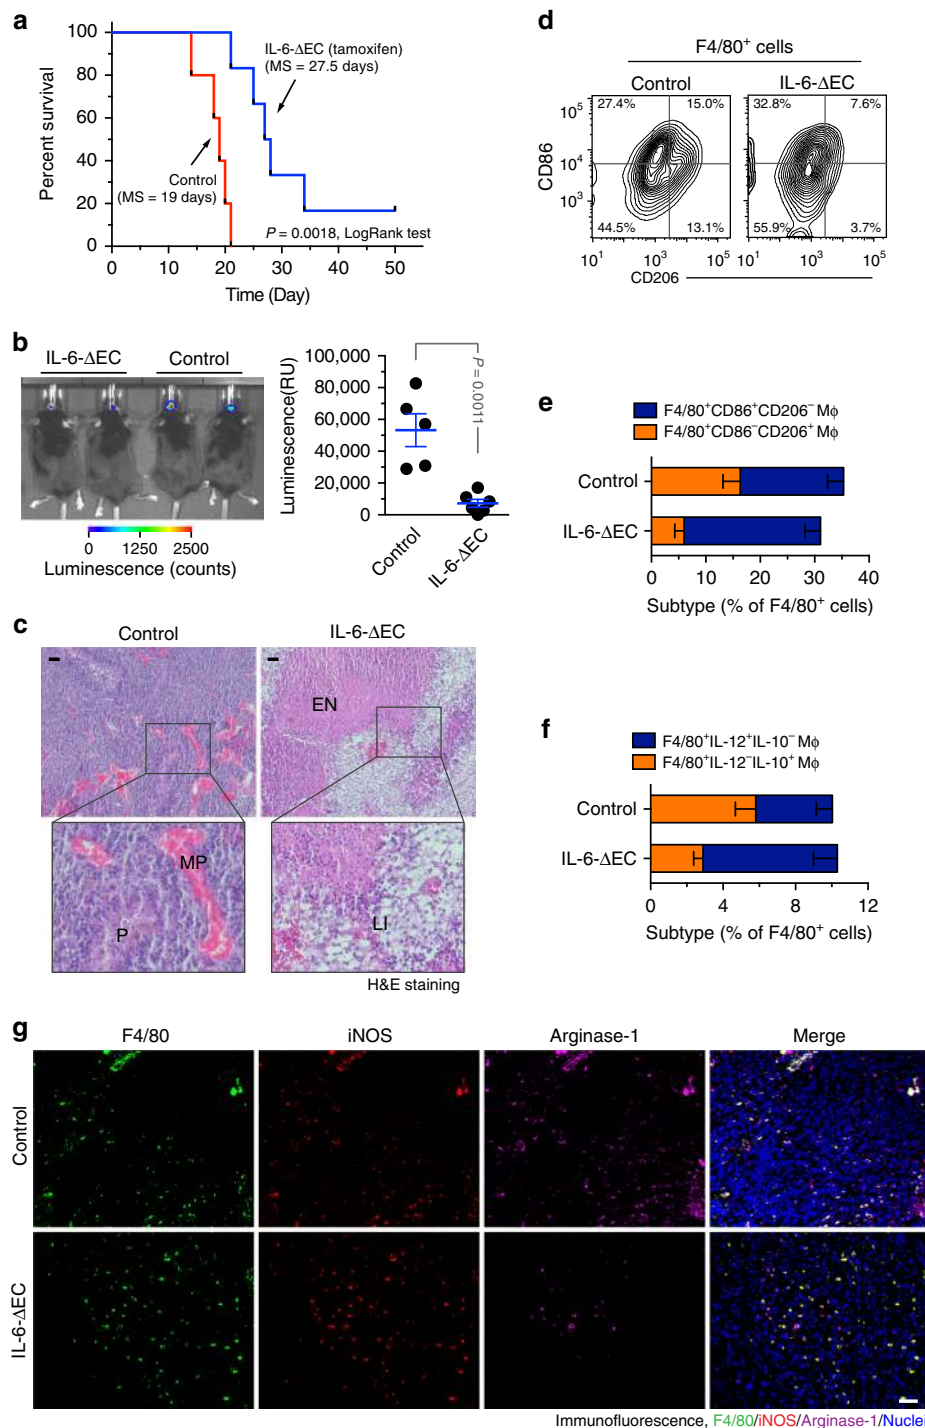 a
Percent survival
100
80
60
40
20
0
IL-6-ΔEC (tamoxifen)
(MS = 27.5 days)
Control
(MS = 19 days)
P = 0.0018, LogRank test
0 10 20 30 40 50
Time (Day)
b
IL-6-ΔEC Control
0 1250 2500
Luminescence (counts)
Luminescence(RU)
100,000
80,000
60,000
40,000
20,000
0
P = 0.0011
Control
IL-6-ΔEC
c
Control IL-6-ΔEC
EN
MP
P
LI
H&E staining
d
F4/80+ cells
Control IL-6-ΔEC
CD86
10^5
10^4
10^3
27.4% 15.0%
44.5% 13.1%
32.8% 7.6%
55.9% 3.7%
10^1 10^3 10^5 10^1 10^3 10^5
CD206
e
F4/80+CD86+CD206− Mϕ
F4/80+CD86−CD206+ Mϕ
Control
IL-6-ΔEC
0 10 20 30 40
Subtype (% of F4/80+ cells)
f
F4/80+IL-12+IL-10− Mϕ
F4/80+IL-12−IL-10+ Mϕ
Control
IL-6-ΔEC
0 4 8 12
Subtype (% of F4/80+ cells)
g
F4/80 iNOS Arginase-1 Merge
Control
IL-6-ΔEC
Immunofluorescence, F4/80/iNOS/Arginase-1/Nuclei